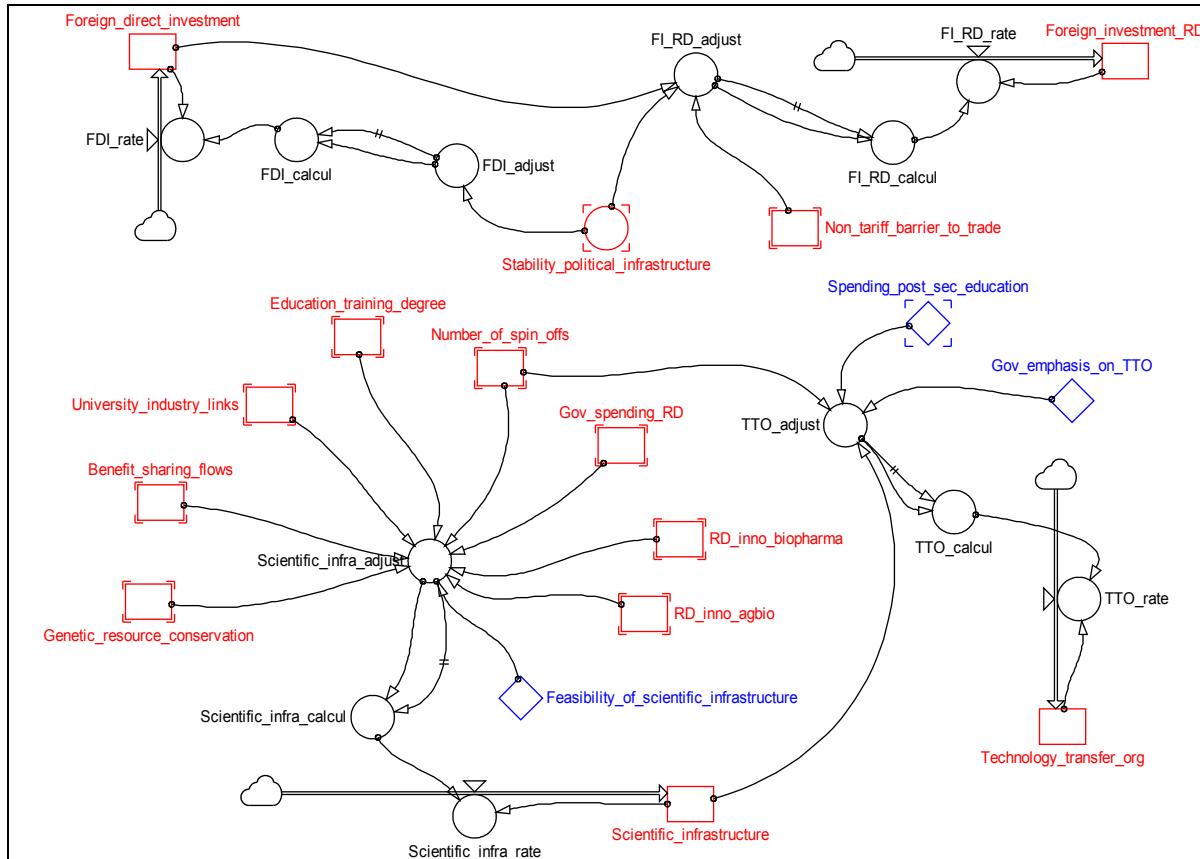 Foreign_direct_investment
FI_RD_adjust
FI_RD_rate
Foreign_investment_RD
FDI_rate
FDI_calcul
FDI_adjust
FI_RD_calcul
Non_tariff_barrier_to_trade
Stability_political_infrastructure
Spending_post_sec_education
Education_training_degree
Number_of_spin_offs
Gov_emphasis_on_TTO
University_industry_links
Gov_spending_RD
TTO_adjust
Benefit_sharing_flows
RD_inno_biopharma
TTO_calcul
Scientific_infra_adjust
TTO_rate
RD_inno_agbio
Genetic_resource_conservation
Feasibility_of_scientific_infrastructure
Scientific_infra_calcul
Technology_transfer_org
Scientific_infrastructure
Scientific_infra_rate